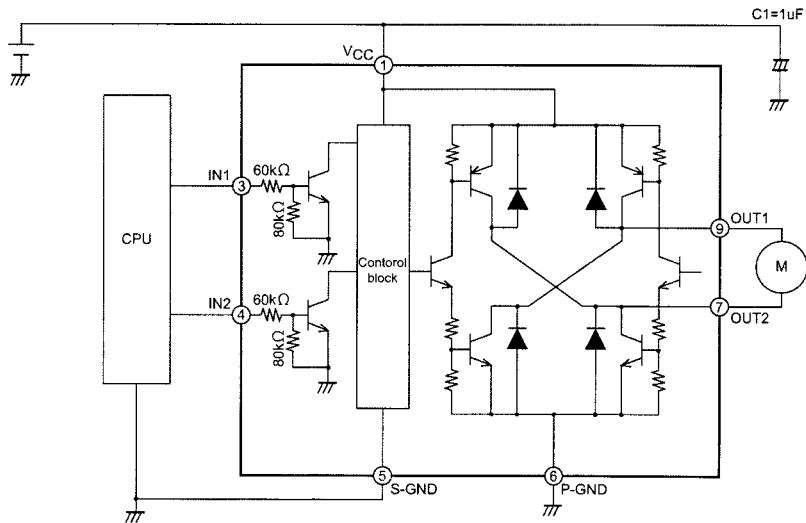 C1=1uF
VCC
1
IN1
3
60kΩ
80kΩ
CPU
Contorol
block
9
OUT1
M
IN2
4
60kΩ
80kΩ
7
OUT2
5
S-GND
6
P-GND